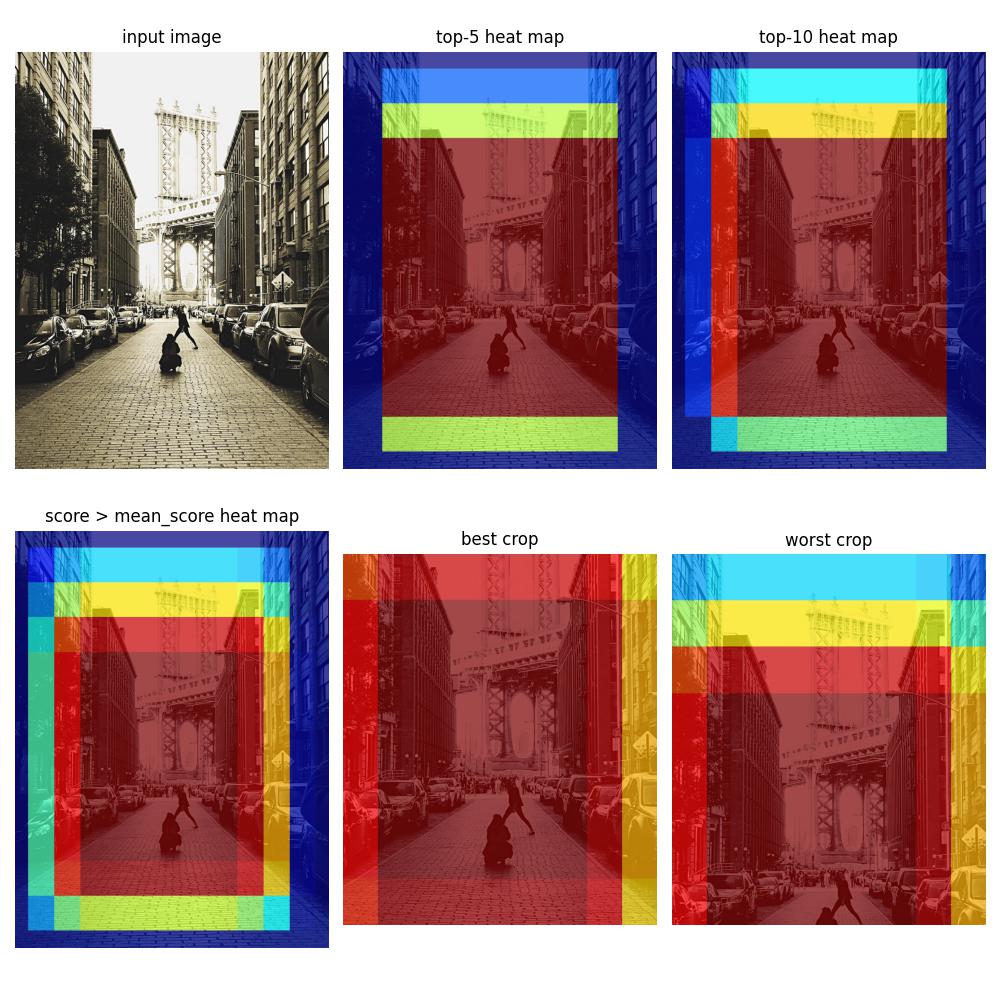 input image
top-5 heat map
top-10 heat map
score > mean_score heat map
best crop
worst crop